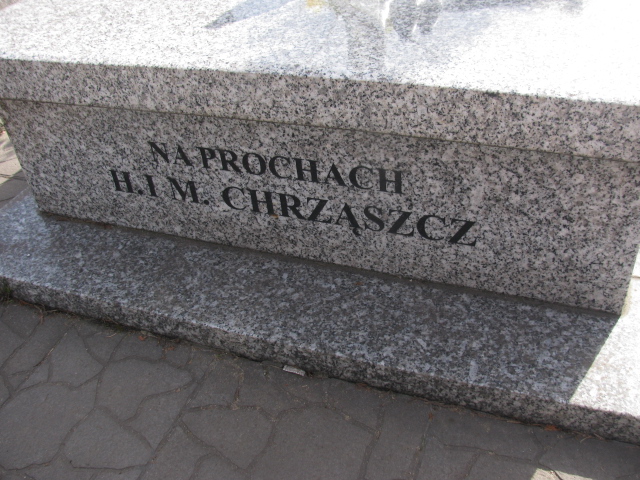 NA PROCHACH
H. I M. CHRZĄSZCZ